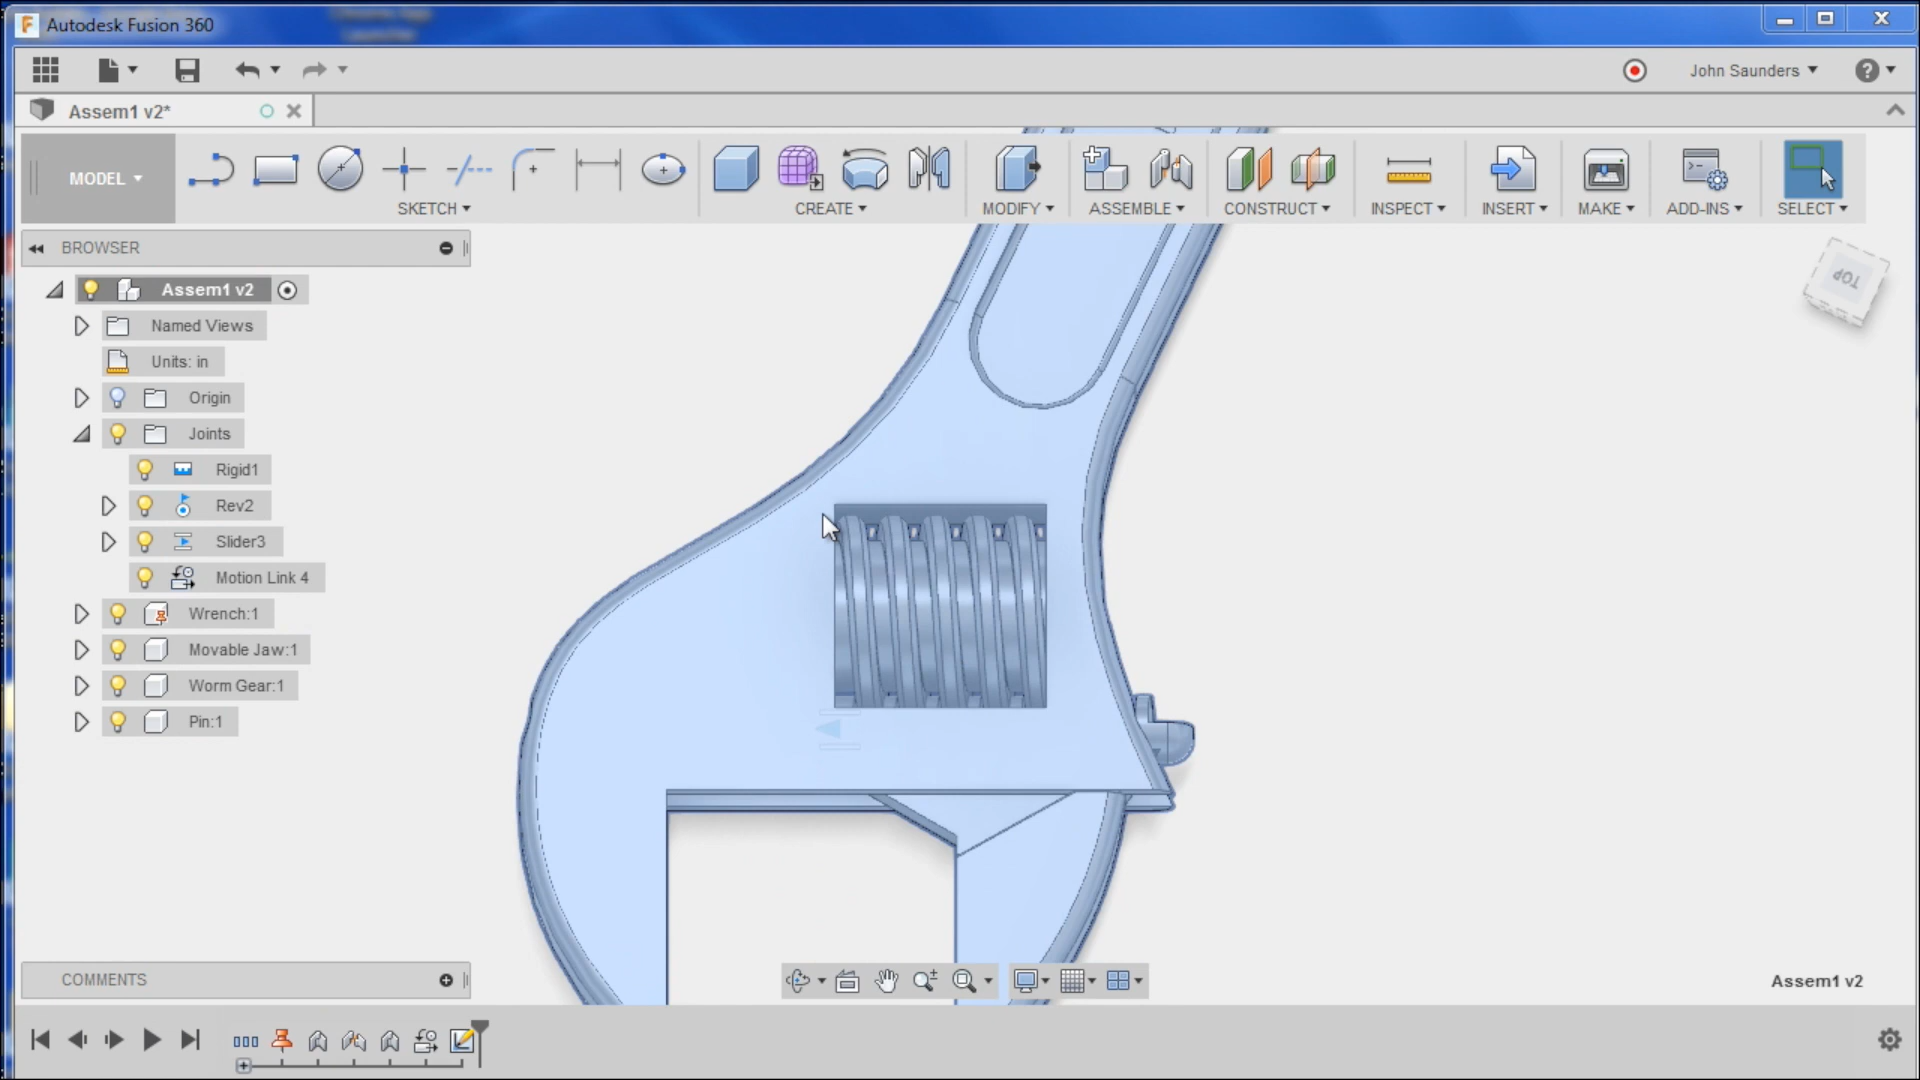 Autodesk Fusion 360
John Saunders
Assem1 v2*
MODEL
SKETCH
CREATE
MODIFY
ASSEMBLE
CONSTRUCT
INSPECT
INSERT
MAKE
ADD-INS
SELECT
BROWSER
TOP
Assem1 v2
Named Views
Units: in
Origin
Joints
Rigid1
Rev2
Slider3
Motion Link 4
Wrench:1
Movable Jaw:1
Worm Gear:1
Pin:1
COMMENTS
Assem1 v2